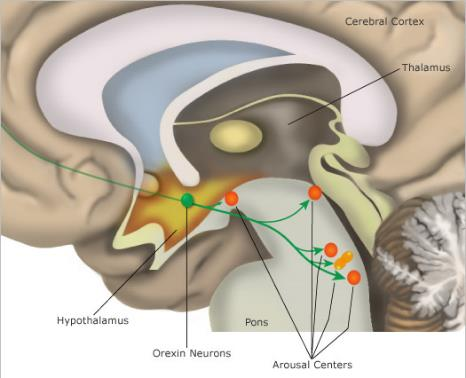 Cerebral Cortex
Thalamus
Hypothalamus
Pons
Orexin Neurons
Arousal Centers